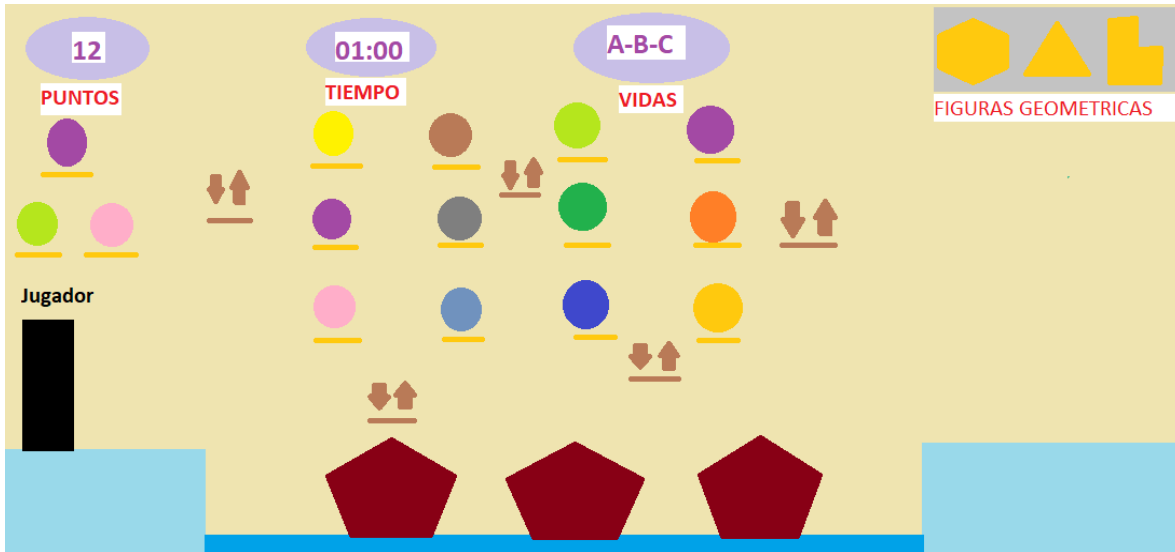 12
PUNTOS
01:00
TIEMPO
A-B-C
VIDAS
FIGURAS GEOMETRICAS
Jugador